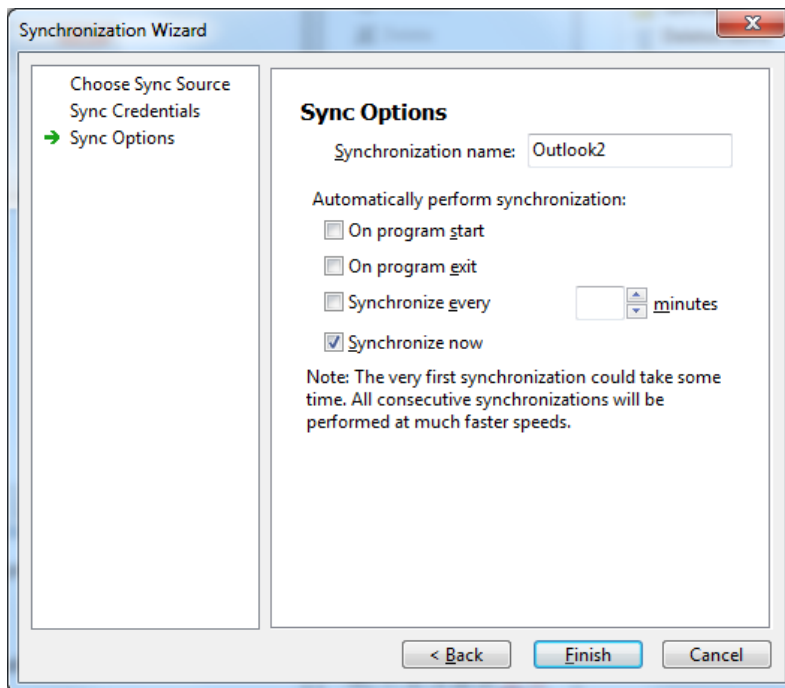 Synchronization Wizard
Choose Sync Source
Sync Credentials
Sync Options
Sync Options
Synchronization name: Outlook2
Automatically perform synchronization:
On program start
On program exit
Synchronize every minutes
Synchronize now
Note: The very first synchronization could take some
time. All consecutive synchronizations will be
performed at much faster speeds.
< Back Finish Cancel